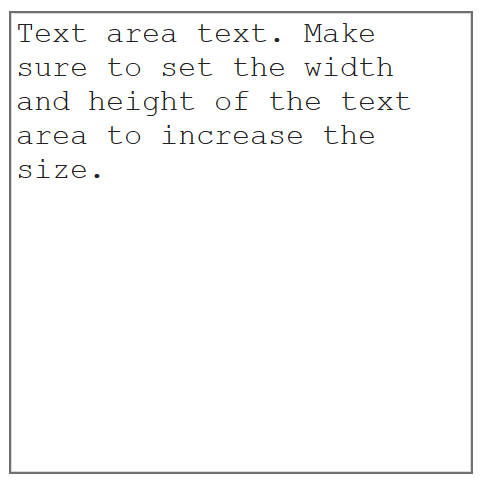 Text area text. Make
sure to set the width
and height of the text
area to increase the
size.